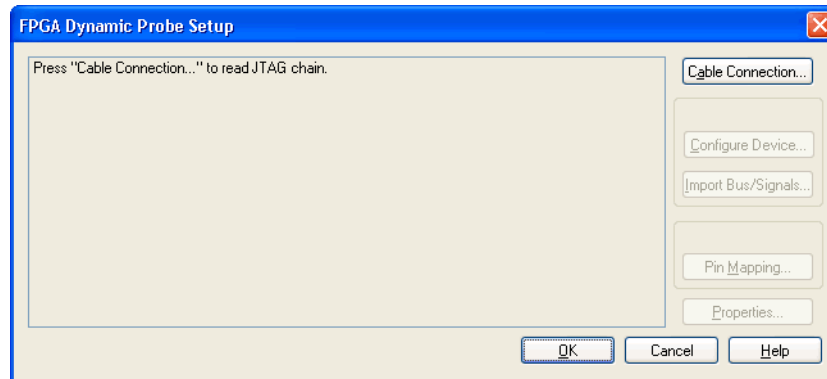 FPGA Dynamic Probe Setup
Press "Cable Connection..." to read JTAG chain.
Cable Connection...
Configure Device...
Import Bus/Signals...
Pin Mapping...
Properties...
OK Cancel Help